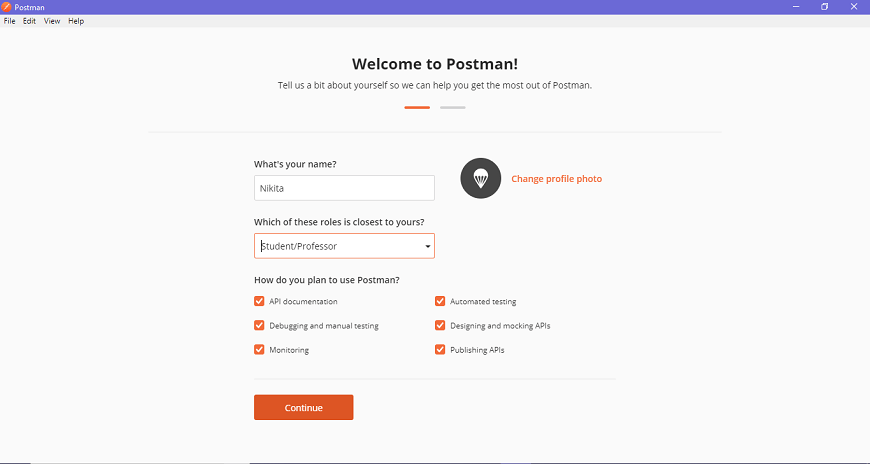 Postman
File Edit View Help
Welcome to Postman!
Tell us a bit about yourself so we can help you get the most out of Postman.
What's your name?
Nikita
Change profile photo
Which of these roles is closest to yours?
Student/Professor
How do you plan to use Postman?
API documentation
Automated testing
Debugging and manual testing
Designing and mocking APIs
Monitoring
Publishing APIs
Continue